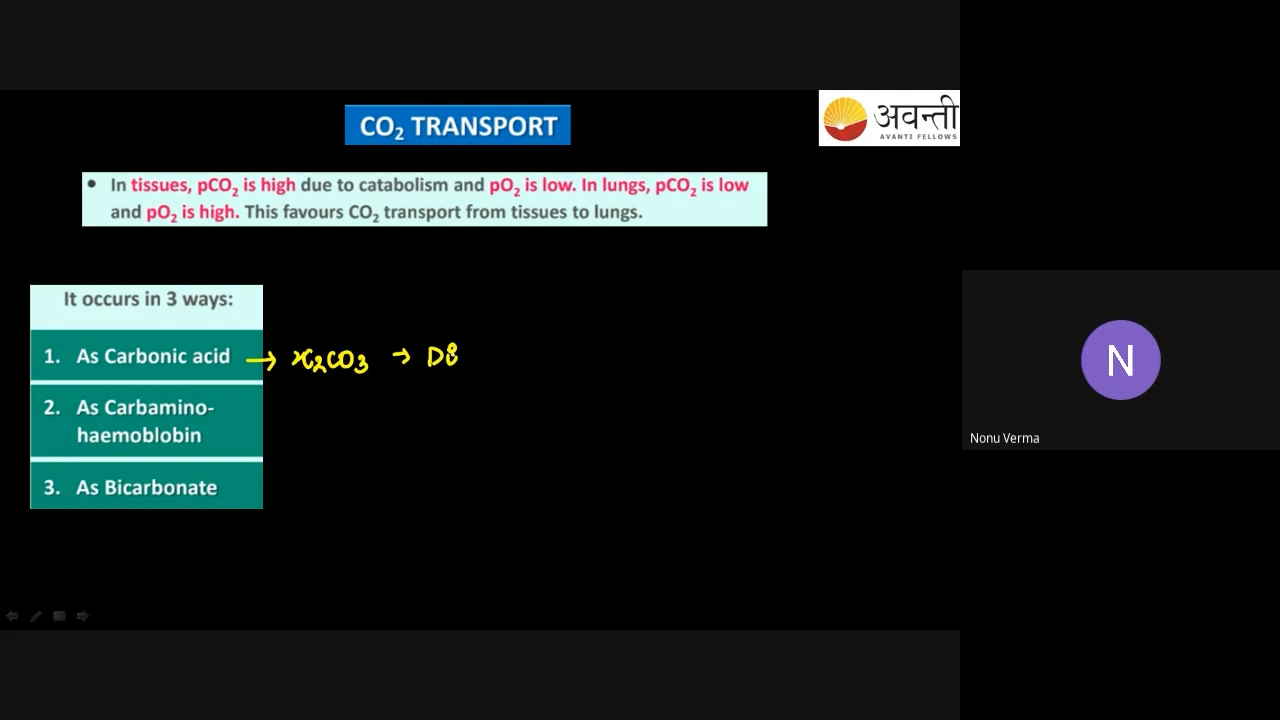 CO₂ TRANSPORT
अवन्ती
AVANTI FELLOWS
• In tissues, pCO₂ is high due to catabolism and pO₂ is low. In lungs, pCO₂ is low
and pO₂ is high. This favours CO₂ transport from tissues to lungs.
It occurs in 3 ways:
1. As Carbonic acid → H₂CO₃ →
2. As Carbamino-
haemoblobin
3. As Bicarbonate
N
Nonu Verma